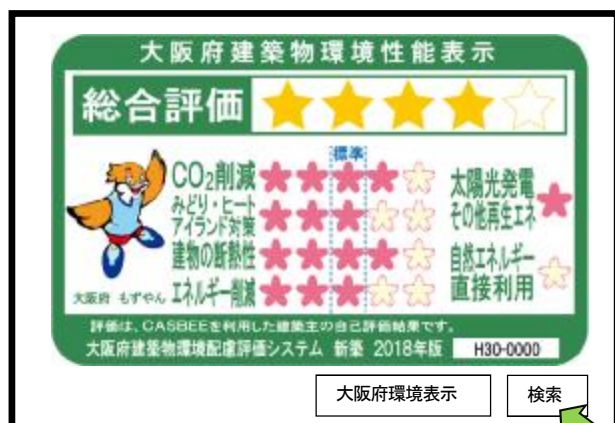 大阪府建築物環境性能表示
総合評価
標準
CO2削減
みどり・ヒート
アイランド対策
建物の断熱性
エネルギー削減
太陽光発電
その他再生エネ
自然エネルギー
直接利用
大阪府 もずやん
評価は、CASBEEを利用した建築主の自己評価結果です。
大阪府建築物環境配慮評価システム 新築 2018年版 H30-0000
大阪府環境表示 検索